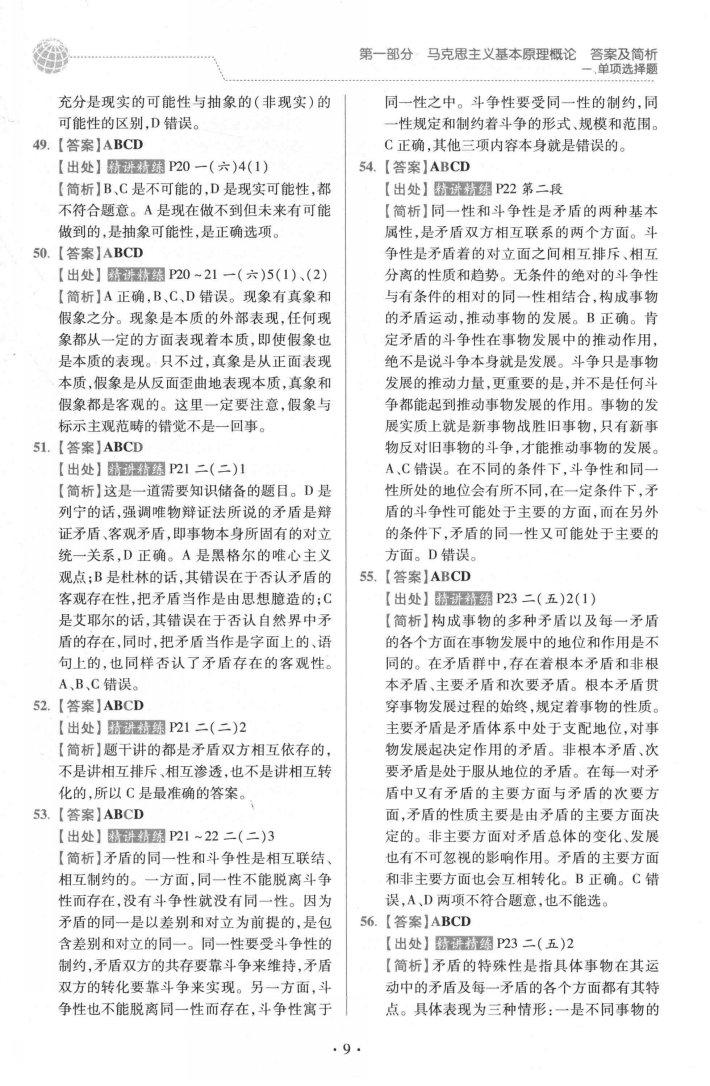 第一部分 马克思主义基本原理概论 答案及简析
一、单项选择题
充分是现实的可能性与抽象的(非现实)的
可能性的区别,D 错误。
49. 【答案】ABCD
【出处】精讲精练 P20 一(六)4(1)
【简析】B、C 是不可能的,D 是现实可能性,都
不符合题意。A 是现在做不到但未来有可能
做到的,是抽象可能性,是正确选项。
50. 【答案】ABCD
【出处】精讲精练 P20~21 一(六)5(1)、(2)
【简析】A 正确,B、C、D 错误。现象有真象和
假象之分。现象是本质的外部表现,任何现
象都从一定的方面表现着本质,即使假象也
是本质的表现。只不过,真象是从正面表现
本质,假象是从反面歪曲地表现本质,真象和
假象都是客观的。这里一定要注意,假象与
标示主观范畴的错觉不是一回事。
51. 【答案】ABCD
【出处】精讲精练 P21 二(二)1
【简析】这是一道需要知识储备的题目。D 是
列宁的话,强调唯物辩证法所说的矛盾是辩
证矛盾、客观矛盾,即事物本身所固有的对立
统一关系,D 正确。A 是黑格尔的唯心主义
观点;B 是杜林的话,其错误在于否认矛盾的
客观存在性,把矛盾当作是由思想臆造的;C
是艾耶尔的话,其错误在于否认自然界中矛
盾的存在,同时,把矛盾当作是字面上的、语
句上的,也同样否认了矛盾存在的客观性。
A、B、C 错误。
52. 【答案】ABCD
【出处】精讲精练 P21 二(二)2
【简析】题干讲的都是矛盾双方相互依存的,
不是讲相互排斥、相互渗透,也不是讲相互转
化的,所以 C 是最准确的答案。
53. 【答案】ABCD
【出处】精讲精练 P21~22 二(二)3
【简析】矛盾的同一性和斗争性是相互联结、
相互制约的。一方面,同一性不能脱离斗争
性而存在,没有斗争性就没有同一性。因为
矛盾的同一是以差别和对立为前提的,是包
含差别和对立的同一。同一性要受斗争性的
制约,矛盾双方的共存要靠斗争来维持,矛盾
双方的转化要靠斗争来实现。另一方面,斗
争性也不能脱离同一性而存在,斗争性寓于
同一性之中。斗争性要受同一性的制约,同
一性规定和制约着斗争的形式、规模和范围。
C 正确,其他三项内容本身就是错误的。
54. 【答案】ABCD
【出处】精讲精练 P22 第二段
【简析】同一性和斗争性是矛盾的两种基本
属性,是矛盾双方相互联系的两个方面。斗
争性是矛盾着的对立面之间相互排斥、相互
分离的性质和趋势。无条件的绝对的斗争性
与有条件的相对的同一性相结合,构成事物
的矛盾运动,推动事物的发展。B 正确。肯
定矛盾的斗争性在事物发展中的推动作用,
绝不是说斗争本身就是发展。斗争只是事物
发展的推动力量,更重要的是,并不是任何斗
争都能起到推动事物发展的作用。事物的发
展实质上就是新事物战胜旧事物,只有新事
物反对旧事物的斗争,才能推动事物的发展。
A、C 错误。在不同的条件下,斗争性和同一
性所处的地位会有所不同,在一定条件下,矛
盾的斗争性可能处于主要的方面,而在另外
的条件下,矛盾的同一性又可能处于主要的
方面。D 错误。
55. 【答案】ABCD
【出处】精讲精练 P23 二(五)2(1)
【简析】构成事物的多种矛盾以及每一矛盾
的各个方面在事物发展中的地位和作用是不
同的。在矛盾群中,存在着根本矛盾和非根
本矛盾、主要矛盾和次要矛盾。根本矛盾贯
穿事物发展过程的始终,规定着事物的性质。
主要矛盾是矛盾体系中处于支配地位,对事
物发展起决定作用的矛盾。非根本矛盾、次
要矛盾是处于服从地位的矛盾。在每一对矛
盾中又有矛盾的主要方面与矛盾的次要方
面,矛盾的性质主要是由矛盾的主要方面决
定的。非主要方面对矛盾总体的变化、发展
也有不可忽视的影响作用。矛盾的主要方面
和非主要方面也会互相转化。B 正确。C 错
误,A、D 两项不符合题意,也不能选。
56. 【答案】ABCD
【出处】精讲精练 P23 二(五)2
【简析】矛盾的特殊性是指具体事物在其运
动中的矛盾及每一矛盾的各个方面都有其特
点。具体表现为三种情形:一是不同事物的
· 9 ·